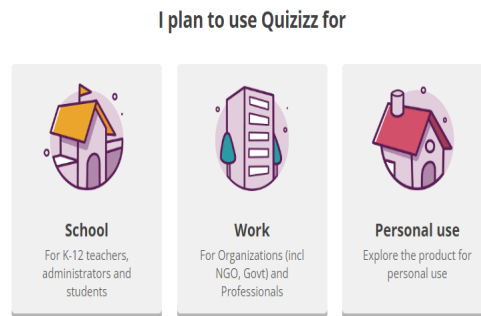 I plan to use Quizizz for
School
For K-12 teachers,
administrators and
students
Work
For Organizations (incl
NGO, Govt) and
Professionals
Personal use
Explore the product for
personal use